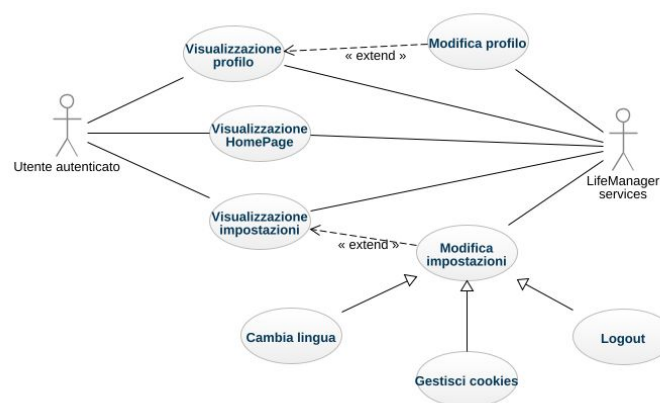 Visualizzazione
profilo
« extend »
Modifica profilo
Utente autenticato
Visualizzazione
HomePage
LifeManager
services
Visualizzazione
impostazioni
« extend »
Modifica
impostazioni
Cambia lingua
Gestisci cookies
Logout